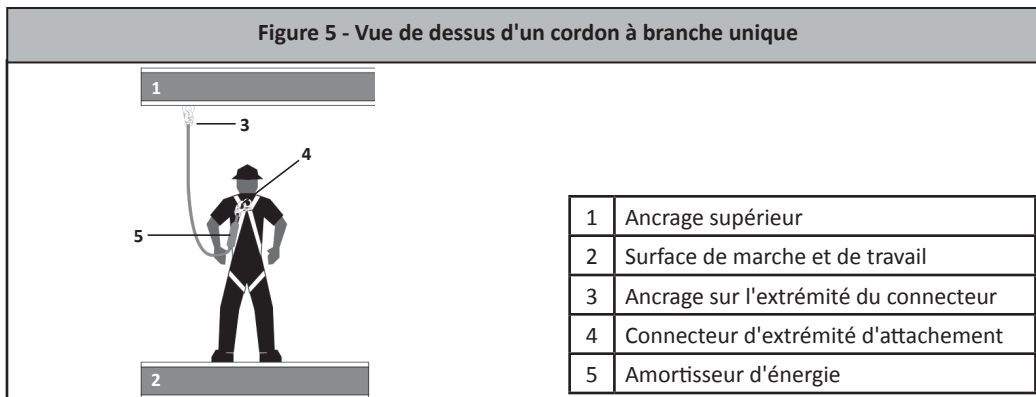 Figure 5 - Vue de dessus d'un cordon à branche unique
1
3
4
5
2
1 Ancrage supérieur
2 Surface de marche et de travail
3 Ancrage sur l'extrémité du connecteur
4 Connecteur d'extrémité d'attachement
5 Amortisseur d'énergie